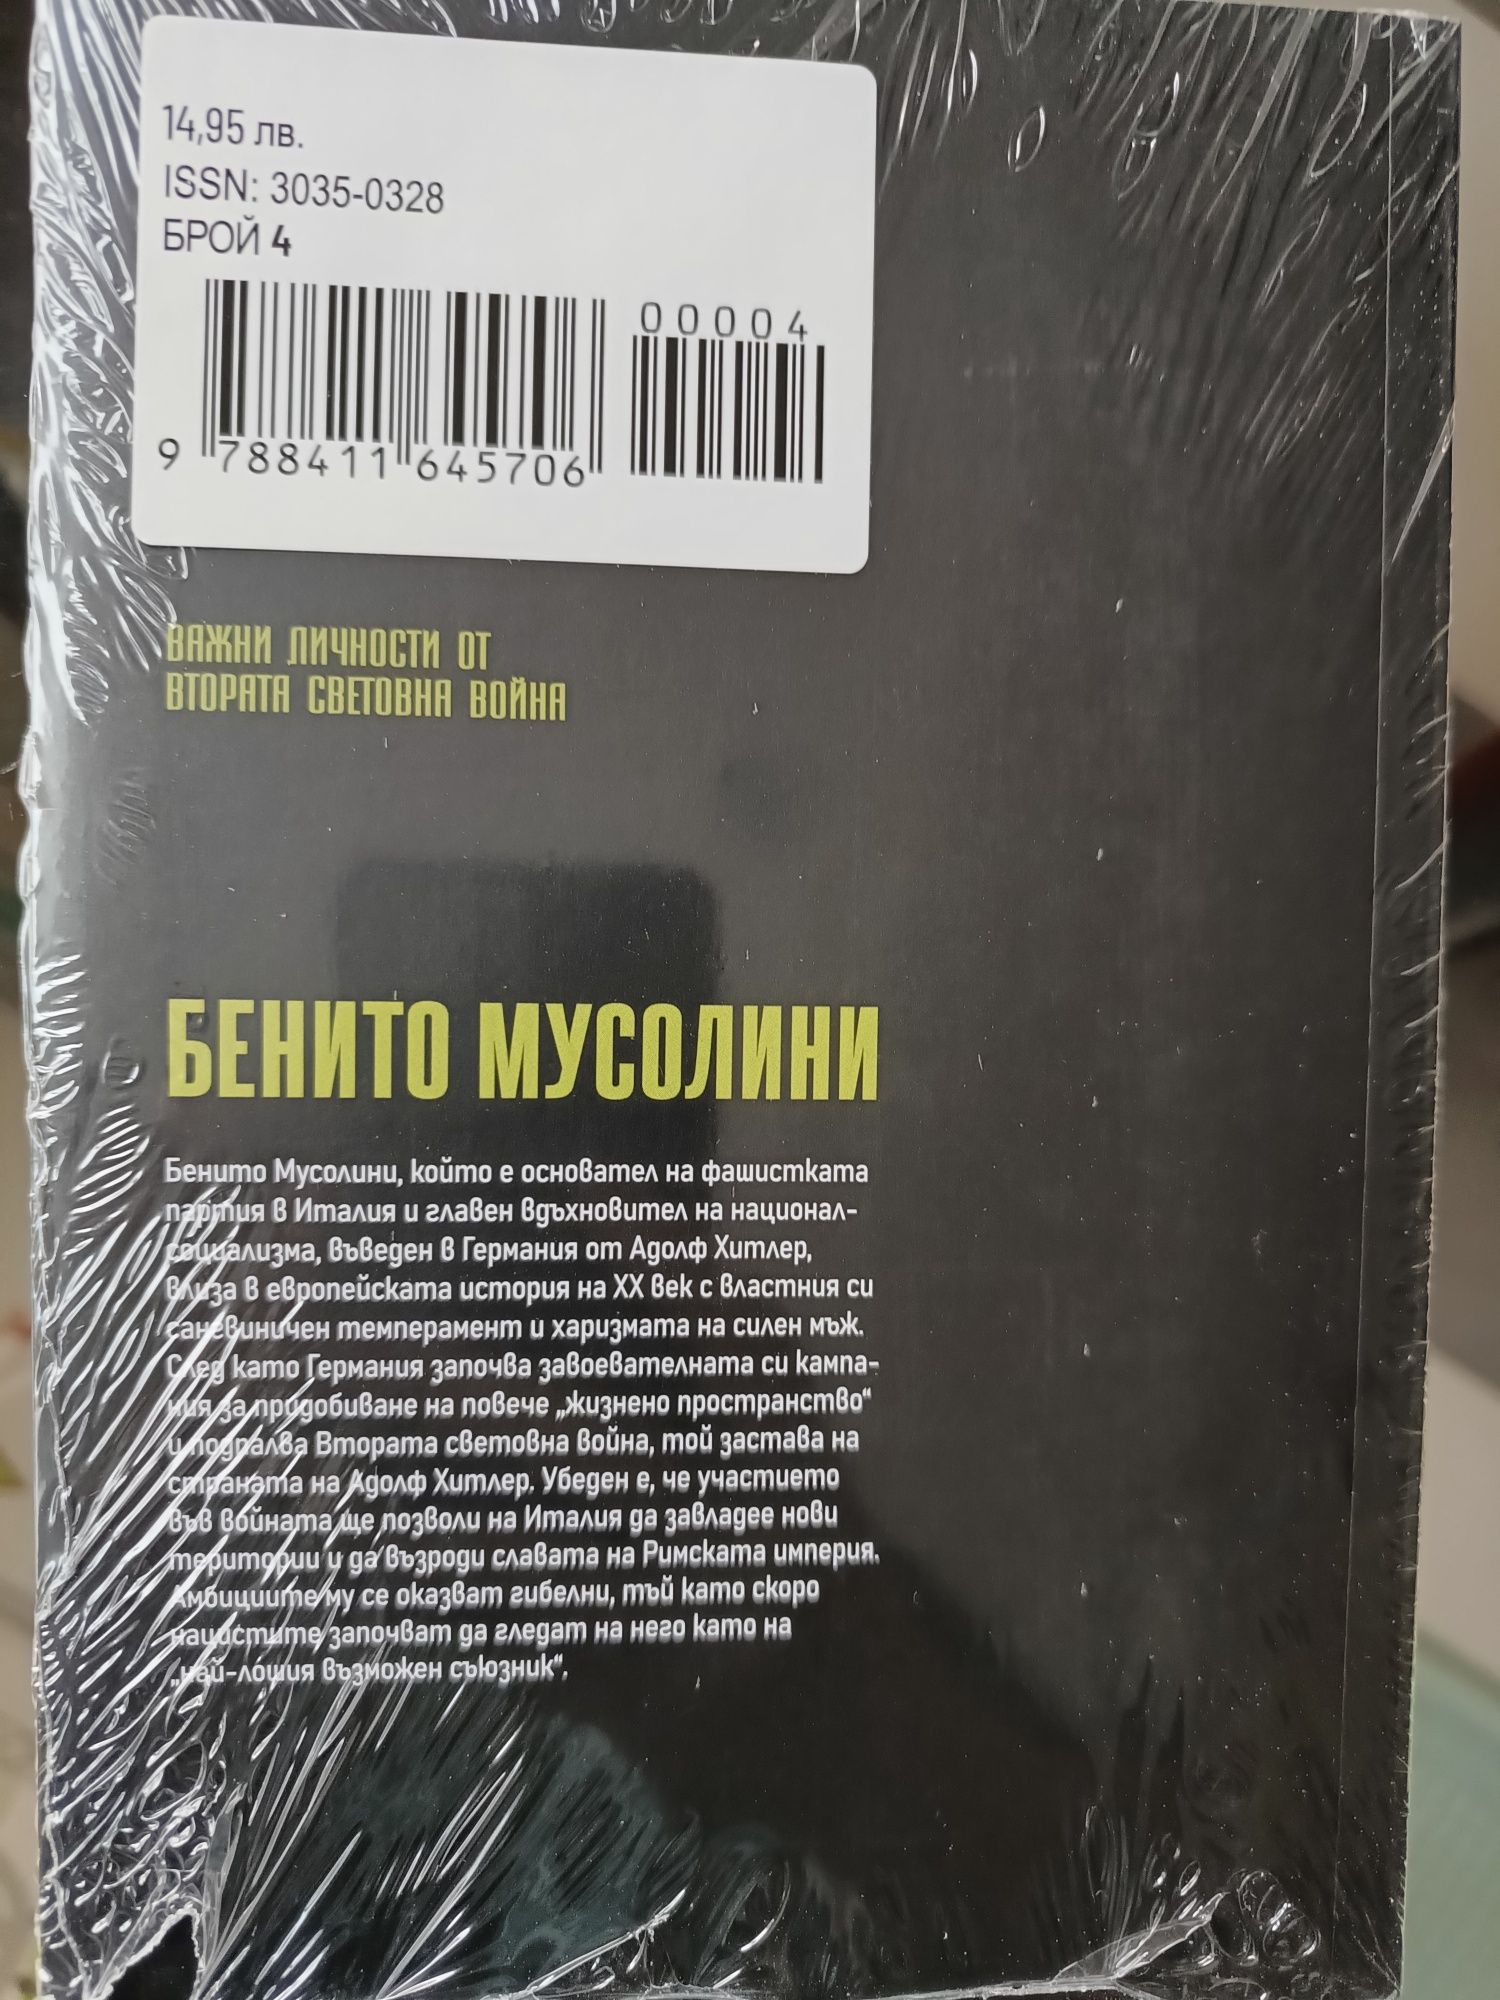 14,95 лв.
ISSN: 3035-0328
БРОЙ 4
00004
9 788411 645706
ВАЖНИ ЛИЧНОСТИ ОТ
ВТОРАТА СВЕТОВНА ВОЙНА
БЕНИТО МУСОЛИНИ
Бенито Мусолини, който е основател на фашистката
партия в Италия и главен вдъхновител на национал-
социализма, въведен в Германия от Адолф Хитлер,
влиза в европейската история на XX век с властния си
сангвиничен темперамент и харизмата на силен мъж.
След като Германия започва завоевателната си кампа-
ния за придобиване на повече „жизнено пространство“
и подпалва Втората световна война, той застава на
страната на Адолф Хитлер. Убеден е, че участието
във войната ще позволи на Италия да завладее нови
територии и да възроди славата на Римската империя.
Амбициите му се оказват гибелни, тъй като скоро
нацистите започват да гледат на него като на
„най-лошия възможен съюзник“.